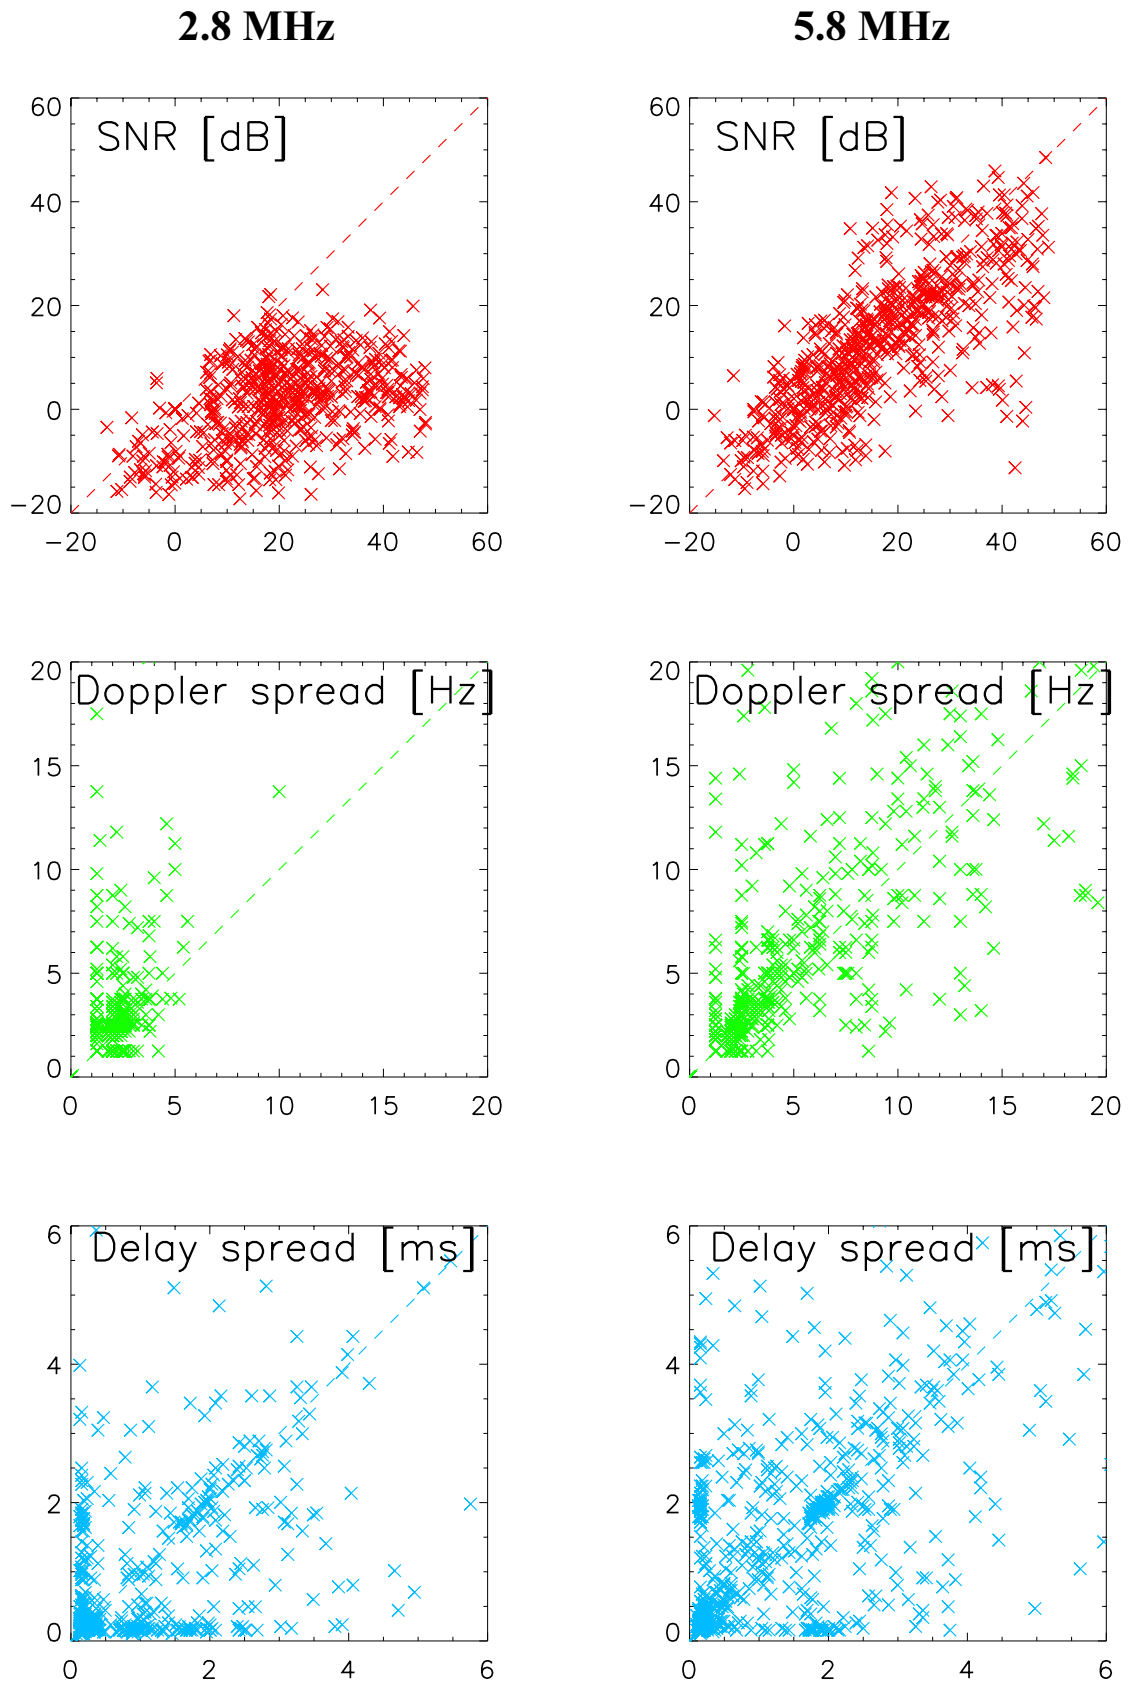 2.8 MHz 5.8 MHz
60 SNR [dB] 60 SNR [dB]
40 40
20 20
0 0
−20 −20
−20 0 20 40 60 −20 0 20 40 60
20 Doppler spread [Hz] 20 Doppler spread [Hz]
15 15
10 10
5 5
0 0
0 5 10 15 20 0 5 10 15 20
6 Delay spread [ms] 6 Delay spread [ms]
4 4
2 2
0 0
0 2 4 6 0 2 4 6